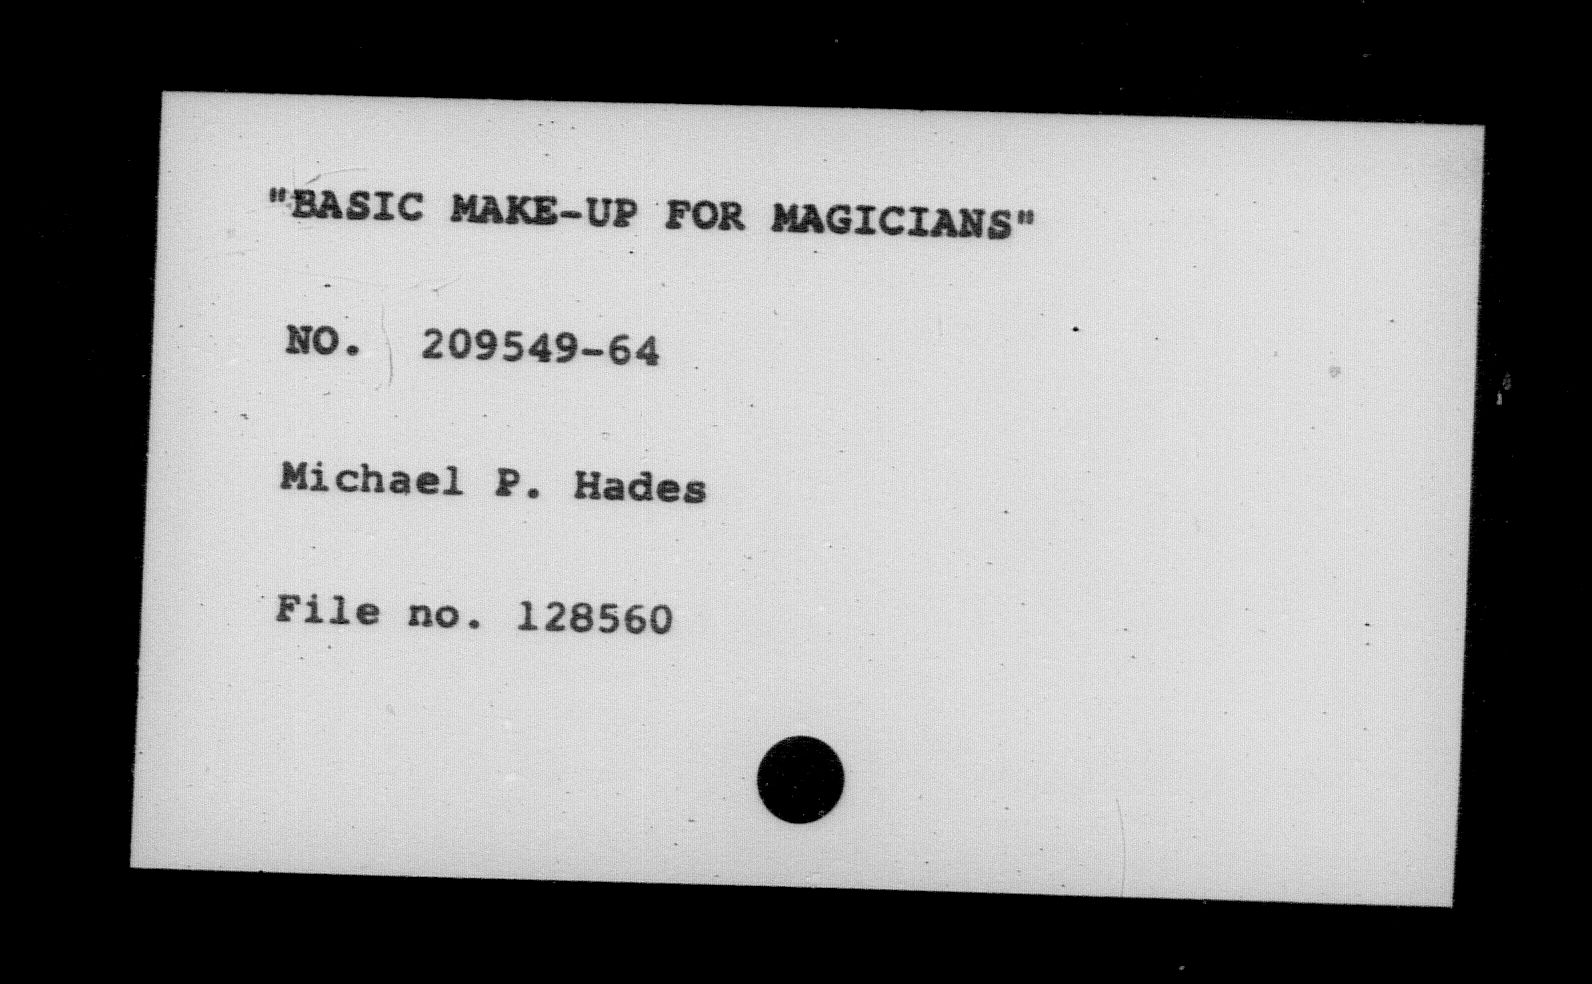 "BASIC MAKE-UP FOR MAGICIANS"
NO. 209549-64
Michael P. Hades
File no. 128560